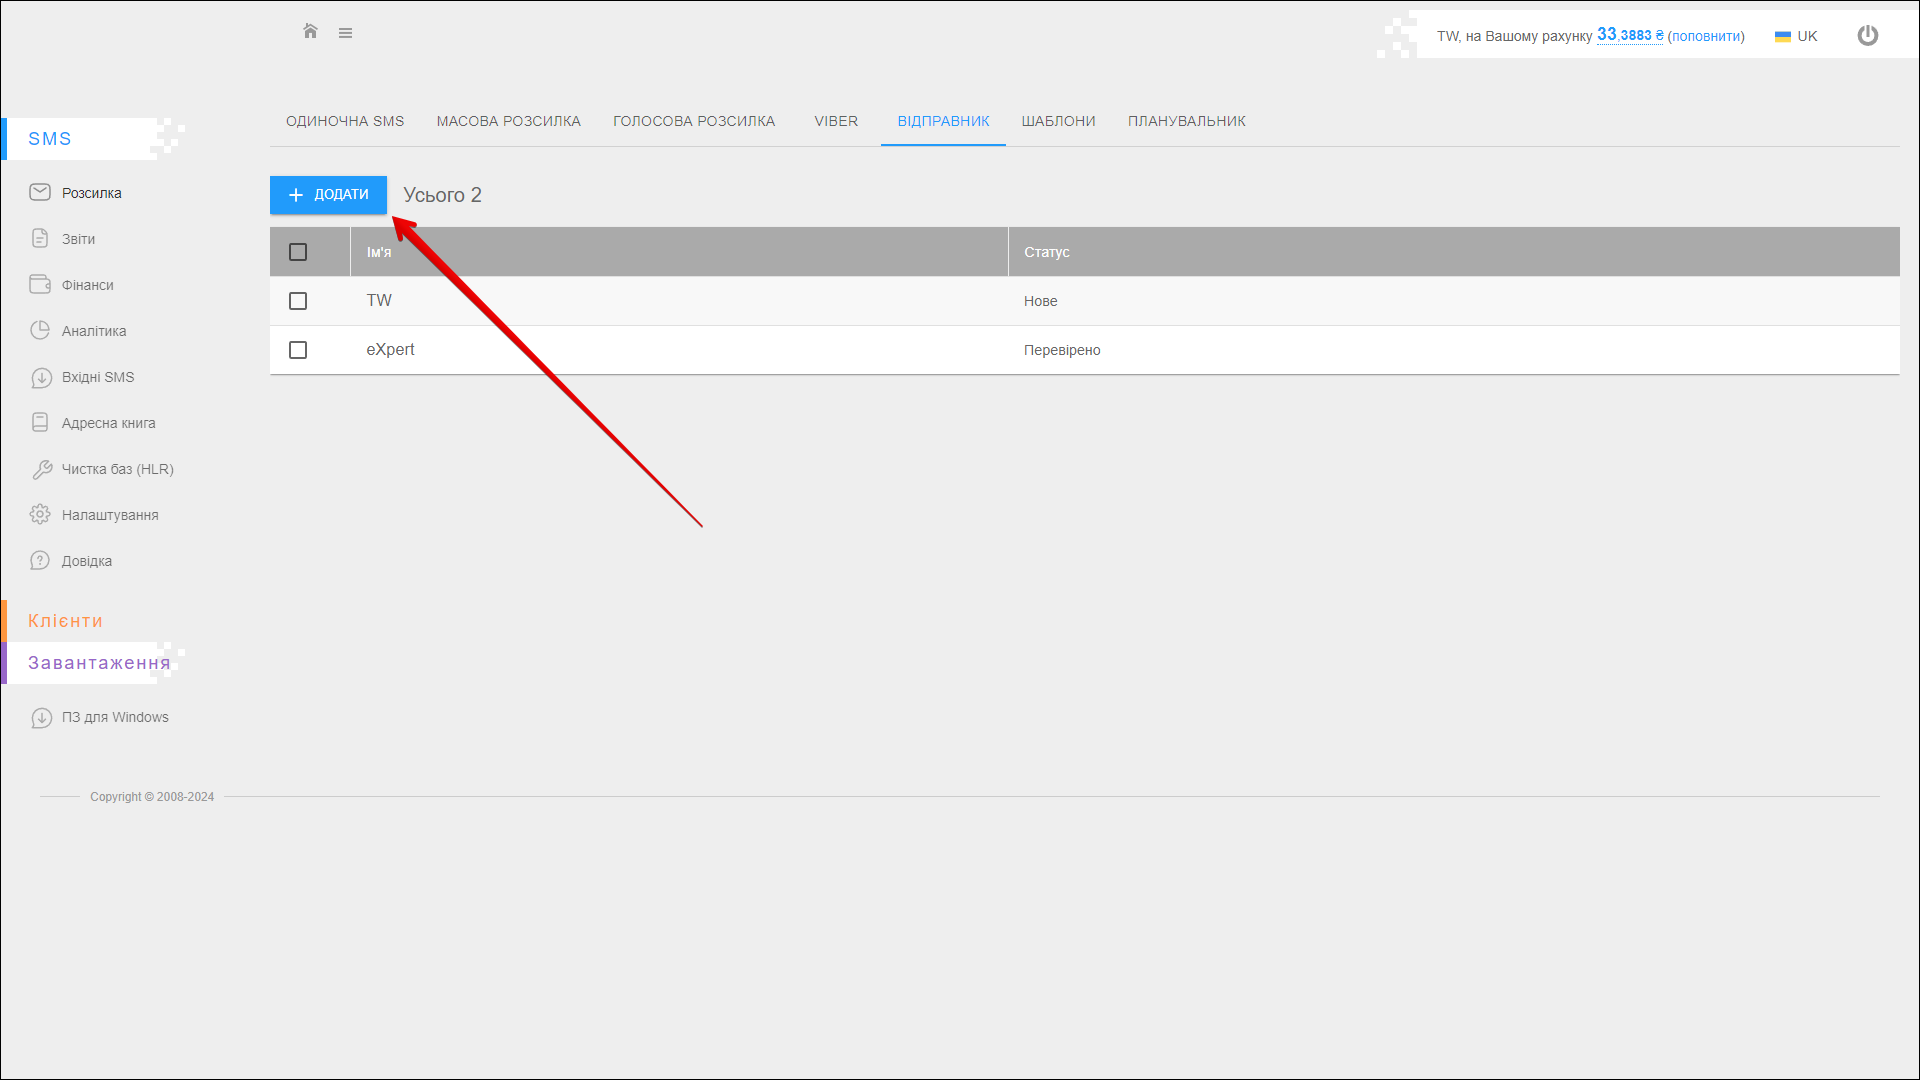 TW, на Вашому рахунку 33,3883 ₴ (поповнити) UK
SMS
Розсилка
Звіти
Фінанси
Аналітика
Вхідні SMS
Адресна книга
Чистка баз (HLR)
Налаштування
Довідка
Клієнти
Завантаження
ПЗ для Windows
ОДИНОЧНА SMS МАСОВА РОЗСИЛКА ГОЛОСОВА РОЗСИЛКА VIBER ВІДПРАВНИК ШАБЛОНИ ПЛАНУВАЛЬНИК
ДОДАТИ Усього 2
Ім'я Статус
TW Нове
eXpert Перевірено
Copyright © 2008-2024